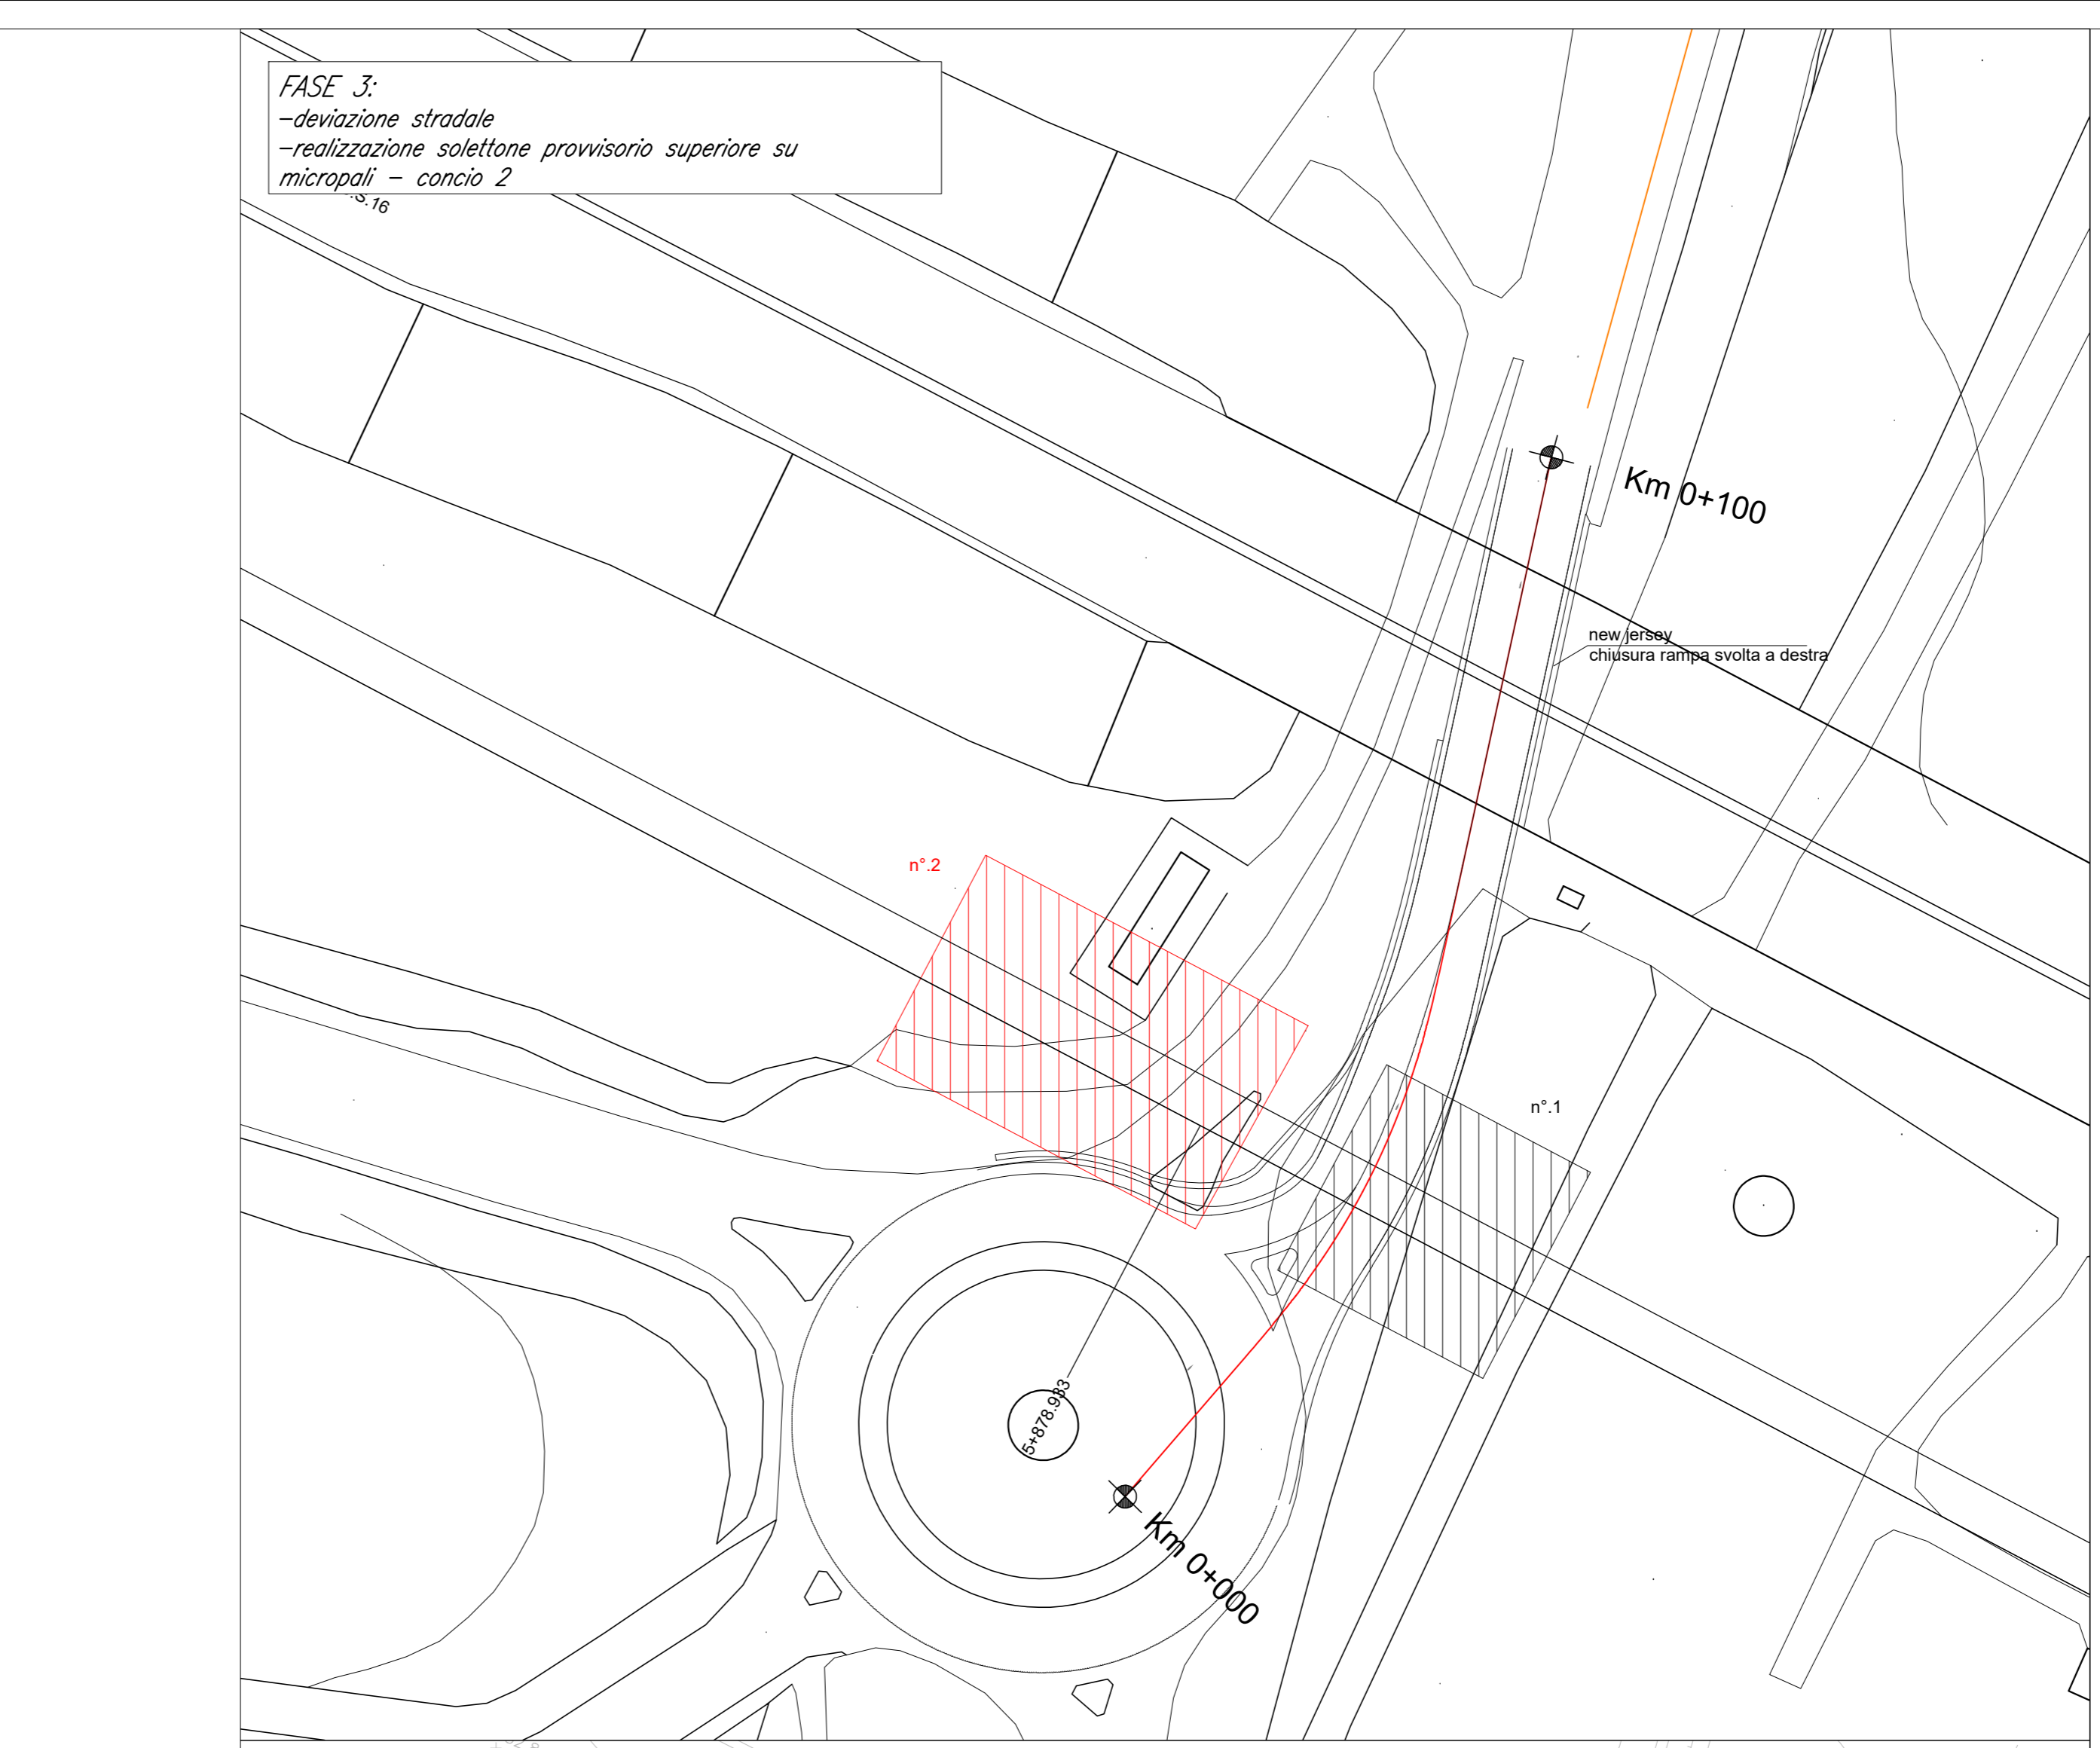 FASE 3:
-deviazione stradale
-realizzazione solettone provvisorio superiore su
micropali - concio 2
.S.16
Km 0+100
new jersey
chiusura rampa svolta a destra
n°.2
n°.1
5+878.933
Km 0+000